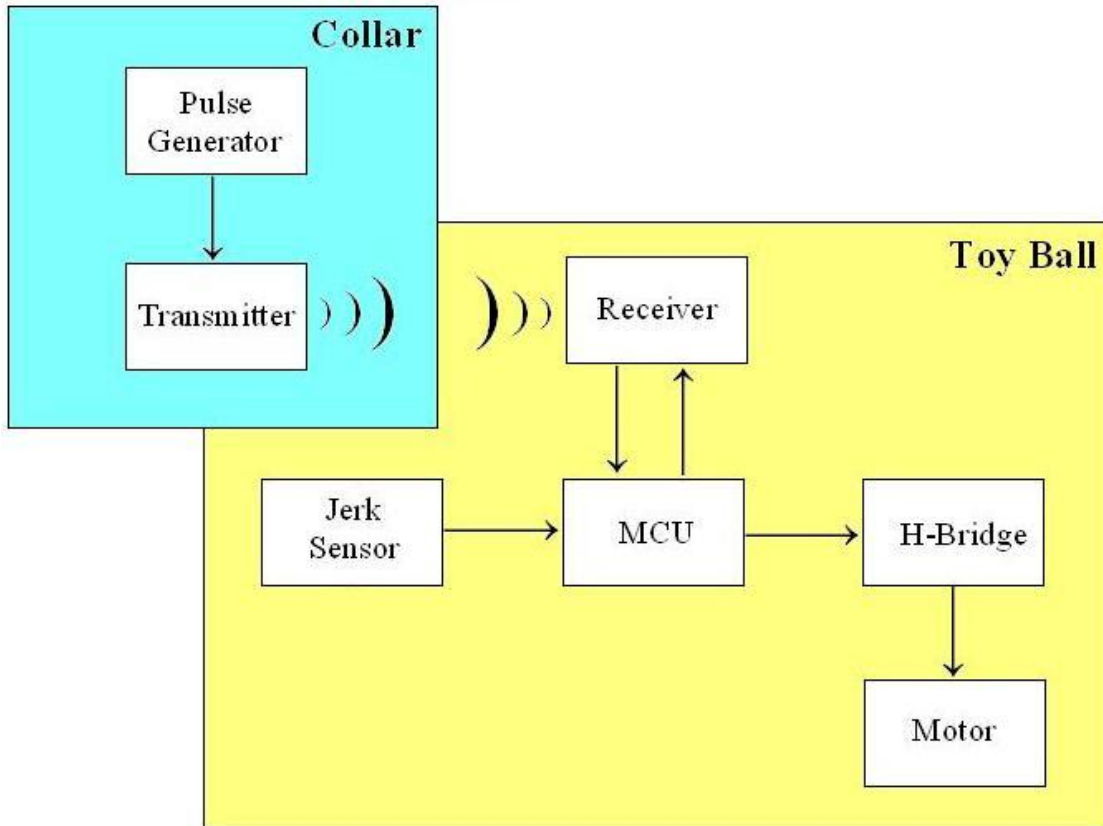 Collar
Pulse
Generator
Transmitter
Toy Ball
Receiver
Jerk
Sensor
MCU
H-Bridge
Motor